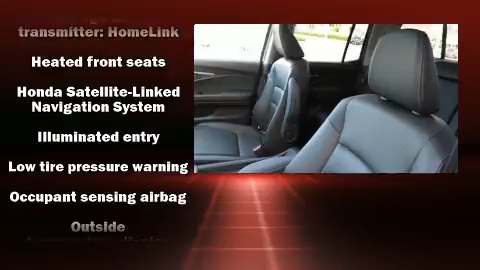 transmitter: HomeLink
Heated front seats
Honda Satellite-Linked
Navigation System
Illuminated entry
Low tire pressure warning
Occupant sensing airbag
Outside